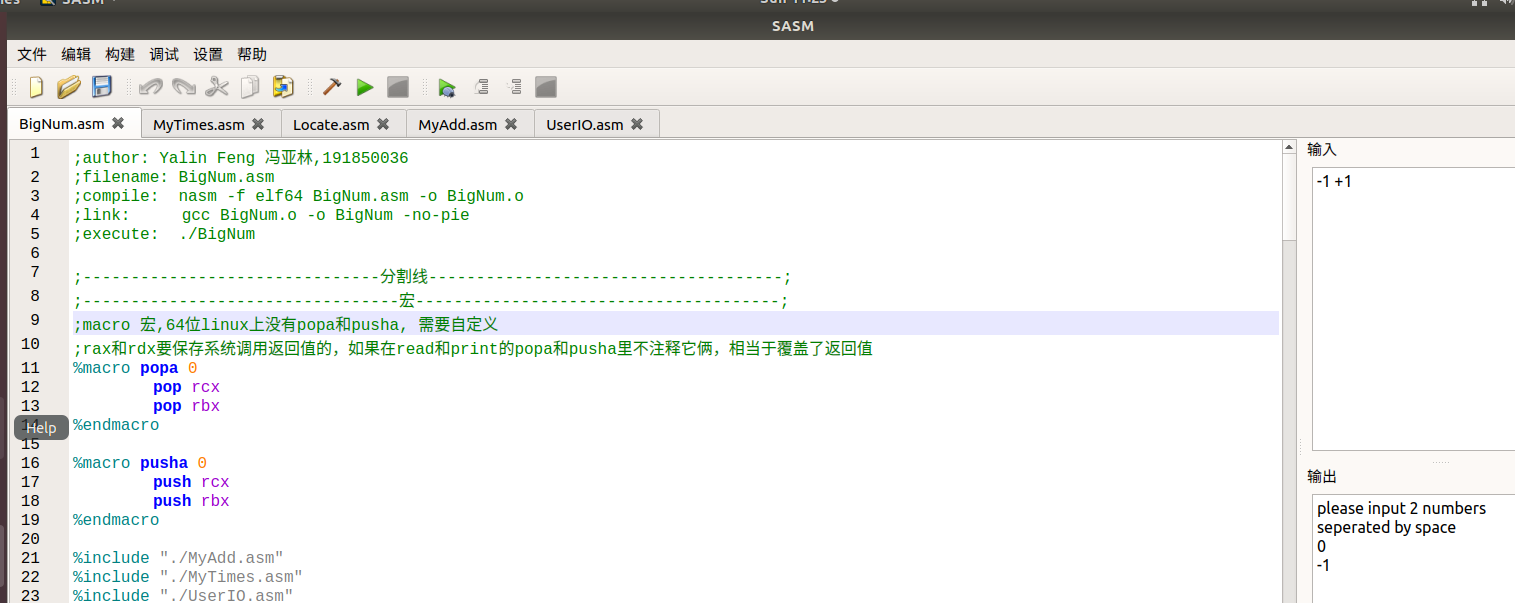 SASM
SASM
文件 编辑 构建 调试 设置 帮助
BigNum.asm MyTimes.asm Locate.asm MyAdd.asm UserIO.asm
1 ;author: Yalin Feng 冯亚林,191850036
2 ;filename: BigNum.asm
3 ;compile:  nasm -f elf64 BigNum.asm -o BigNum.o
4 ;link:     gcc BigNum.o -o BigNum -no-pie
5 ;execute:  ./BigNum
6
7 ;-------------------------------分割线-------------------------------------;
8 ;---------------------------------宏--------------------------------------;
9 ;macro 宏,64位linux上没有popa和pusha, 需要自定义
10 ;rax和rdx要保存系统调用返回值的，如果在read和print的popa和pusha里不注释它俩，相当于覆盖了返回值
11 %macro popa 0
12 pop rcx
13 pop rbx
14 %endmacro
Help
15
16 %macro pusha 0
17 push rcx
18 push rbx
19 %endmacro
20
21 %include "./MyAdd.asm"
22 %include "./MyTimes.asm"
23 %include "./UserIO.asm"
输入
-1 +1
输出
please input 2 numbers
seperated by space
0
-1